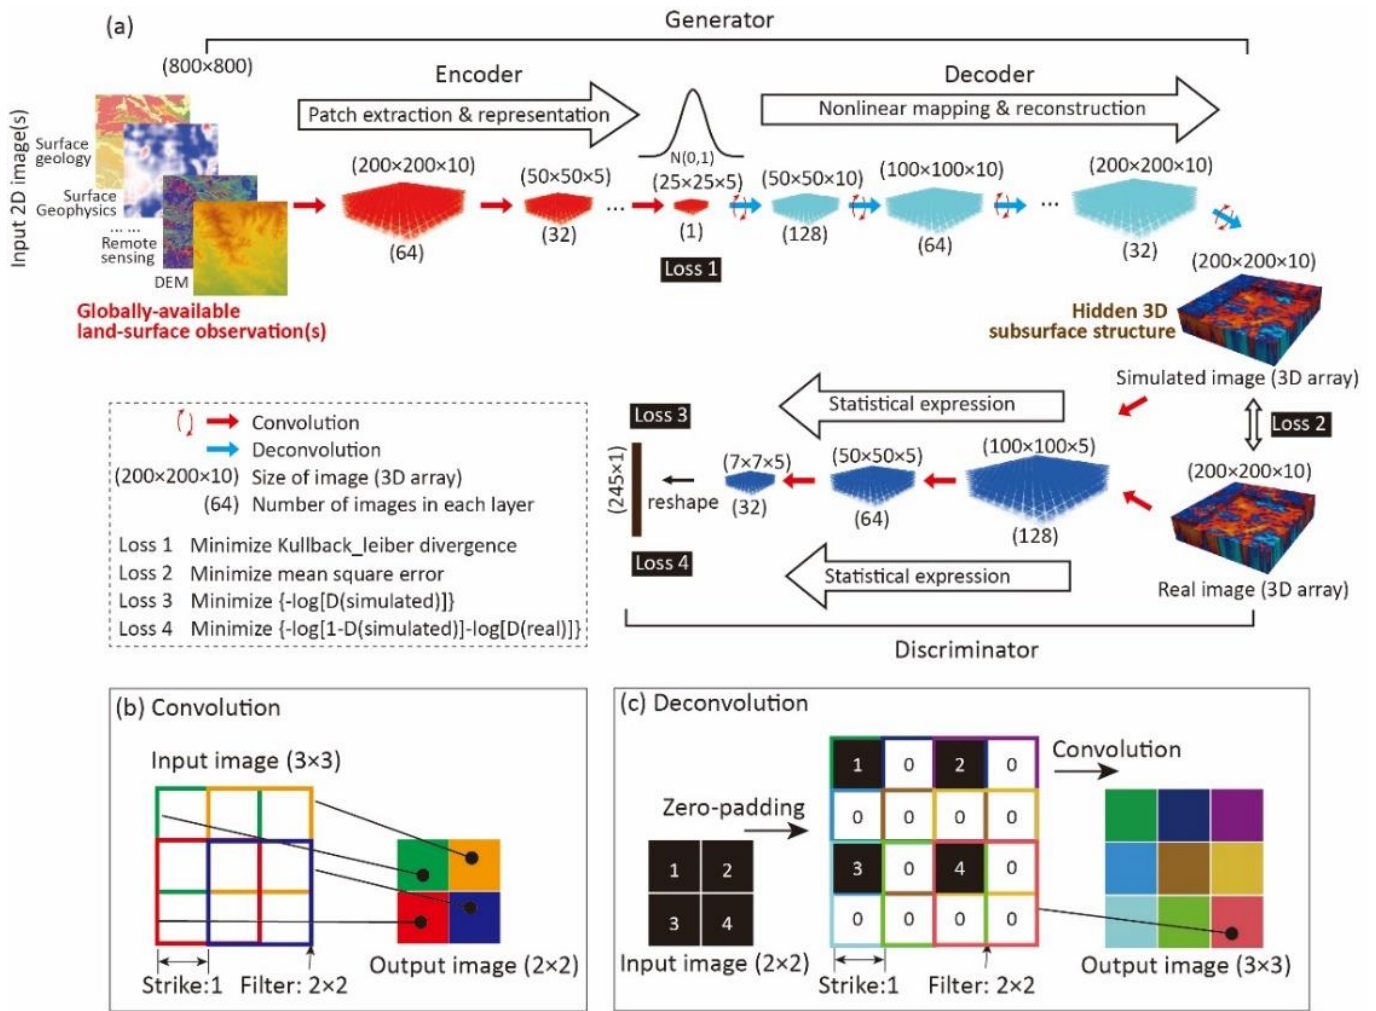 (a)
Generator
(800×800)
Encoder
Decoder
Patch extraction & representation
Nonlinear mapping & reconstruction
Input 2D image(s)
Surface
geology
Surface
Geophysics
... ...
Remote
sensing
DEM
N(0,1)
(200×200×10)
(50×50×5)
(25×25×5)
(50×50×10)
(100×100×10)
(200×200×10)
...
...
(64)
(32)
(1)
(128)
(64)
(32)
Loss 1
(200×200×10)
Globally-available
land-surface observation(s)
Hidden 3D
subsurface structure
Simulated image (3D array)
Statistical expression
Loss 3
Loss 2
Convolution
Deconvolution
(200×200×10) Size of image (3D array)
(64) Number of images in each layer
Loss 1 Minimize Kullback_leiber divergence
Loss 2 Minimize mean square error
Loss 3 Minimize {-log[D(simulated)]}
Loss 4 Minimize {-log[1-D(simulated)]-log[D(real)]}
(245×1)
reshape
(7×7×5)
(50×50×5)
(100×100×5)
(200×200×10)
(32)
(64)
(128)
Loss 4
Statistical expression
Real image (3D array)
Discriminator
(b) Convolution
Input image (3×3)
Output image (2×2)
Strike:1
Filter: 2×2
(c) Deconvolution
Zero-padding
Convolution
1 2
3 4
Input image (2×2)
1 0 2 0
0 0 0 0
3 0 4 0
0 0 0 0
Strike:1
Filter: 2×2
Output image (3×3)